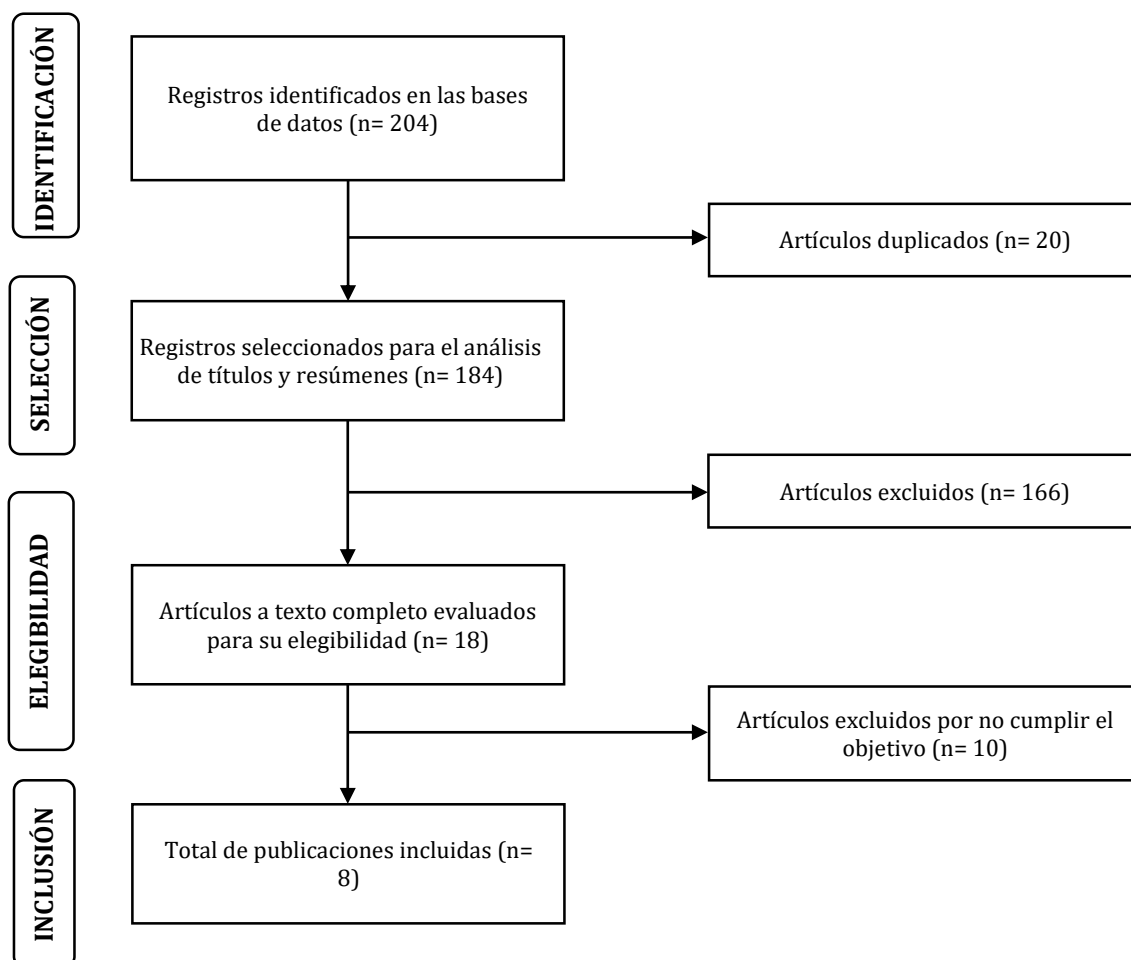 IDENTIFICACIÓN
Registros identificados en las bases
de datos (n= 204)
Artículos duplicados (n= 20)
SELECCIÓN
Registros seleccionados para el análisis
de títulos y resúmenes (n= 184)
Artículos excluidos (n= 166)
ELEGIBILIDAD
Artículos a texto completo evaluados
para su elegibilidad (n= 18)
Artículos excluidos por no cumplir el
objetivo (n= 10)
INCLUSIÓN
Total de publicaciones incluidas (n=
8)